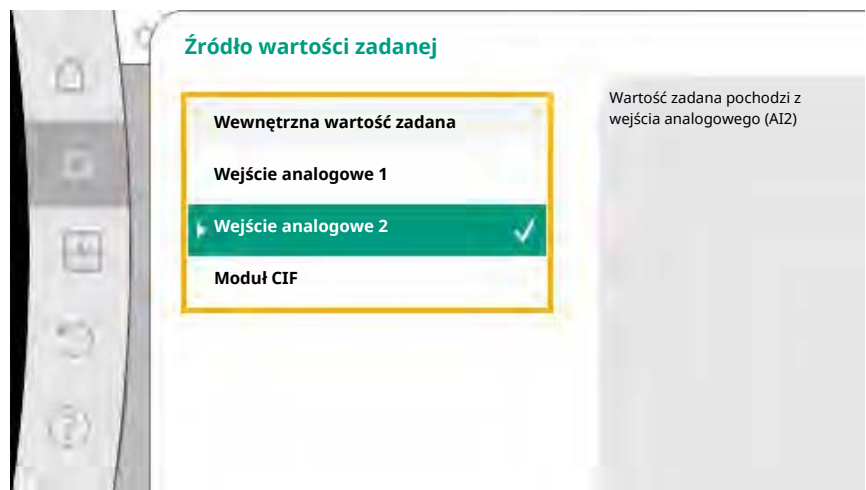 Źródło wartości zadanej
Wewnętrzna wartość zadana
Wejście analogowe 1
Wejście analogowe 2
Moduł CIF
Wartość zadana pochodzi z
wejścia analogowego (AI2)